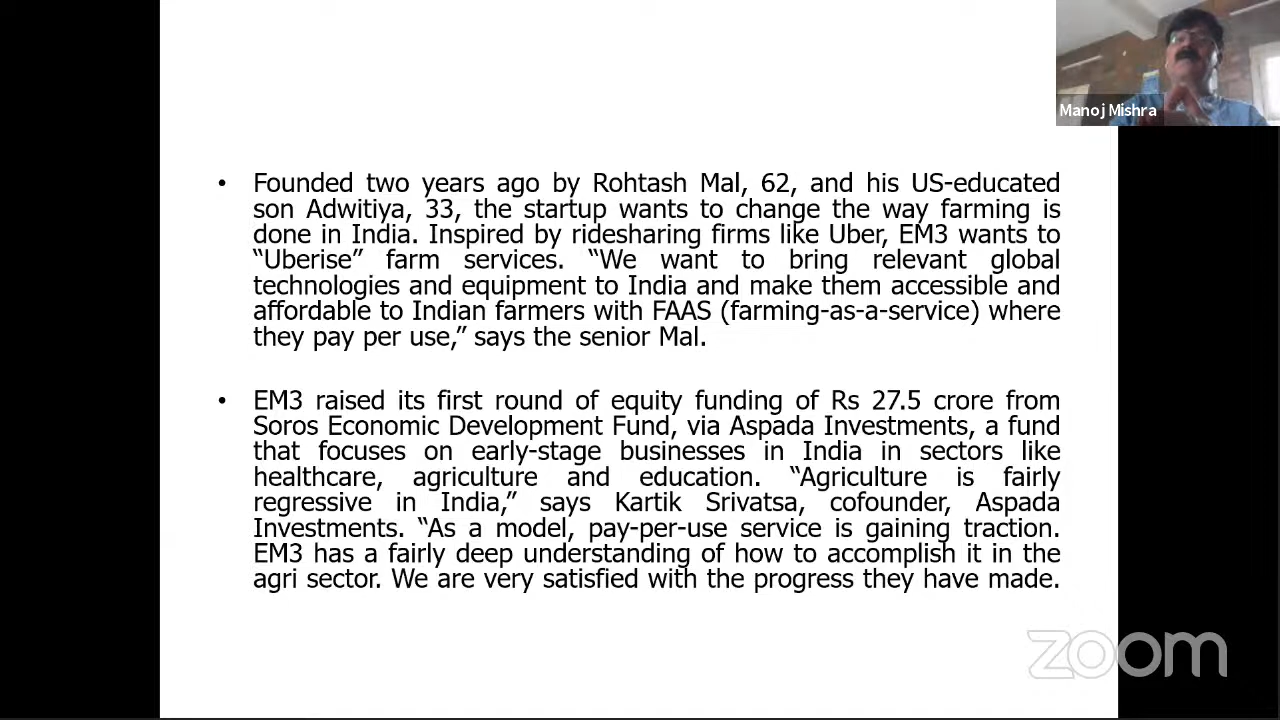 Manoj Mishra
• Founded two years ago by Rohtash Mal, 62, and his US-educated
son Adwitiya, 33, the startup wants to change the way farming is
done in India. Inspired by ridesharing firms like Uber, EM3 wants to
“Uberise” farm services. “We want to bring relevant global
technologies and equipment to India and make them accessible and
affordable to Indian farmers with FAAS (farming-as-a-service) where
they pay per use,” says the senior Mal.
• EM3 raised its first round of equity funding of Rs 27.5 crore from
Soros Economic Development Fund, via Aspada Investments, a fund
that focuses on early-stage businesses in India in sectors like
healthcare, agriculture and education. “Agriculture is fairly
regressive in India,” says Kartik Srivatsa, cofounder, Aspada
Investments. “As a model, pay-per-use service is gaining traction.
EM3 has a fairly deep understanding of how to accomplish it in the
agri sector. We are very satisfied with the progress they have made.
zoom